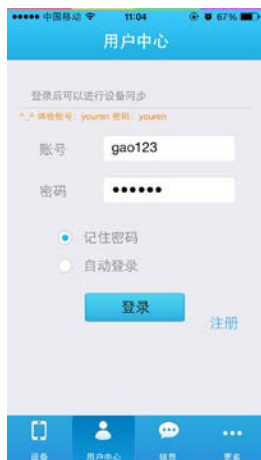 中国移动 11:04 67%
用户中心
登录后可以进行设备同步
^_^ 体验账号：youren 密码：youren
账号 gao123
密码 ●●●●●●
记住密码
自动登录
登录
注册
设备 用户中心 信息 更多